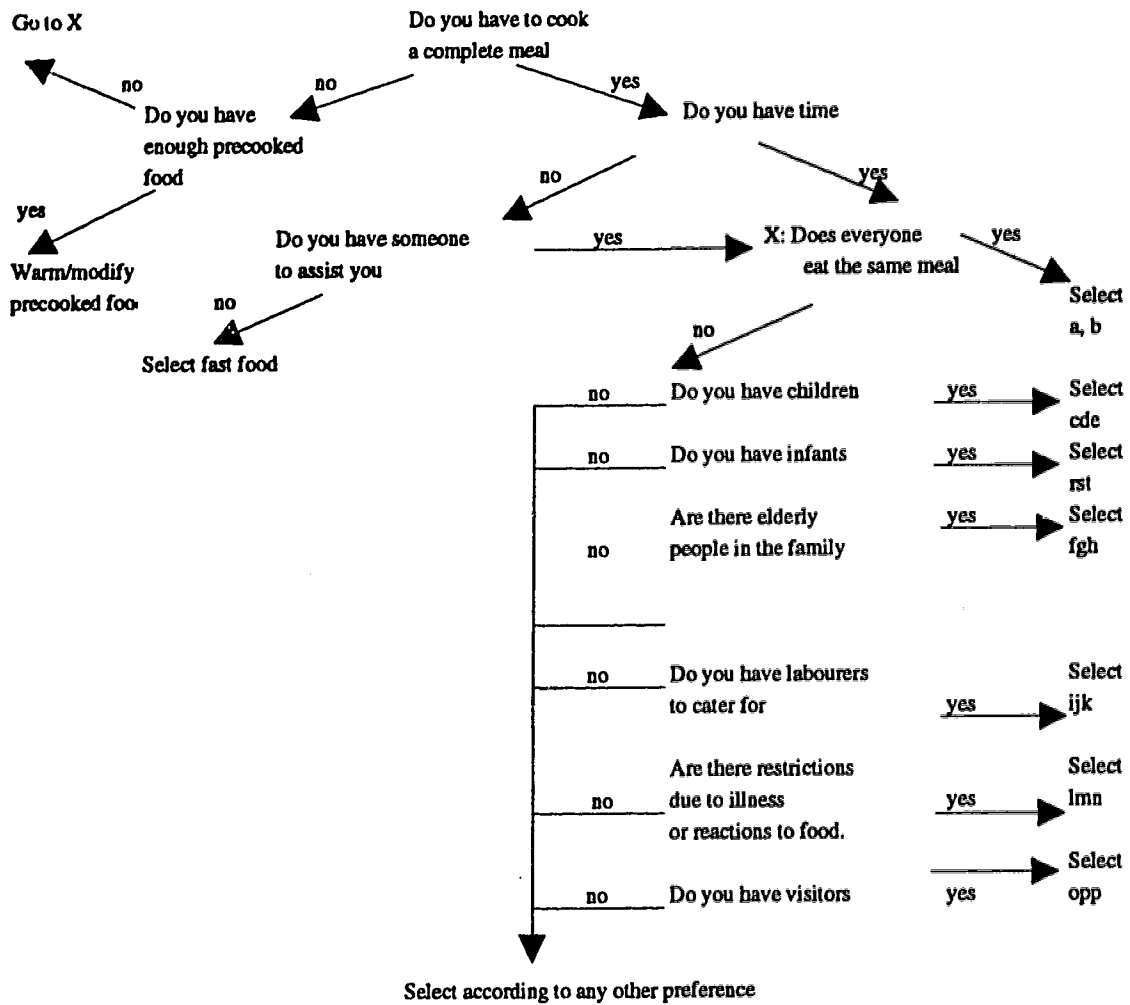 Go to X
Do you have to cook
a complete meal
no
no
yes
Do you have
enough precooked
food
Do you have time
no
yes
yes
Do you have someone
to assist you
yes
X: Does everyone
eat the same meal
yes
Warm/modify
precooked foo
no
Select
a, b
Select fast food
no
no
Do you have children
yes
Select
cde
no
Do you have infants
yes
Select
rst
Are there elderly
people in the family
no
yes
Select
fgh
no
Do you have labourers
to cater for
yes
Select
ijk
Are there restrictions
due to illness
or reactions to food.
no
yes
Select
lmn
no
Do you have visitors
yes
Select
opp
Select according to any other preference